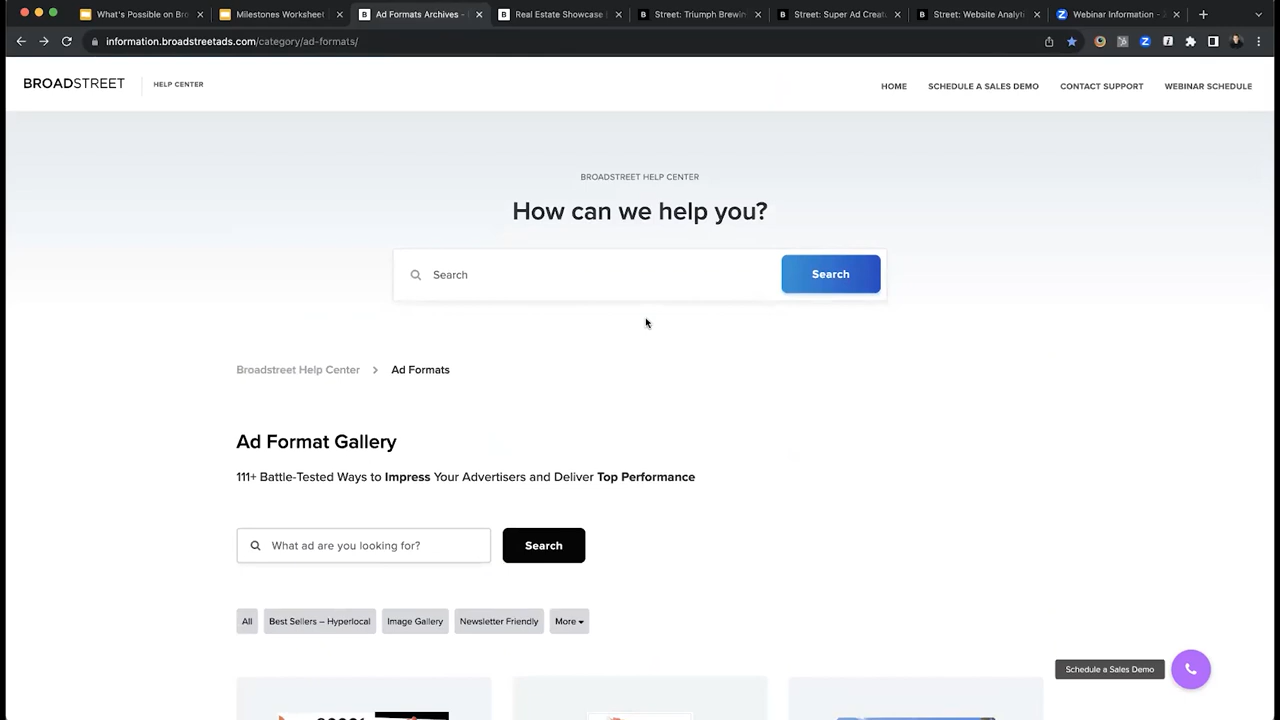 What's Possible on Bro
Milestones Worksheet
Ad Formats Archives -
Real Estate Showcase
Street: Triumph Brewin
Street: Super Ad Creat
Street: Website Analyti
Webinar Information -
information.broadstreetads.com/category/ad-formats/
BROADSTREET
HELP CENTER
HOME
SCHEDULE A SALES DEMO
CONTACT SUPPORT
WEBINAR SCHEDULE
BROADSTREET HELP CENTER
How can we help you?
Search
Search
Broadstreet Help Center > Ad Formats
Ad Format Gallery
111+ Battle-Tested Ways to Impress Your Advertisers and Deliver Top Performance
What ad are you looking for?
Search
All
Best Sellers – Hyperlocal
Image Gallery
Newsletter Friendly
More
Schedule a Sales Demo